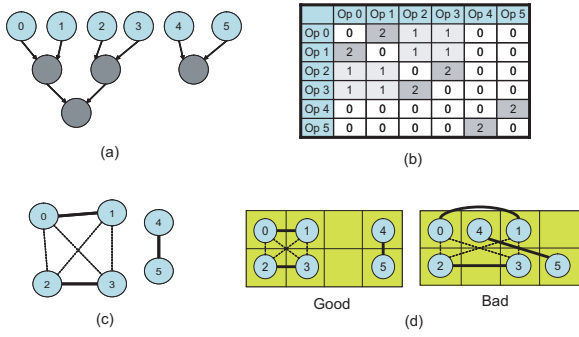 0 1 2 3 4 5
(a)
Op 0 Op 1 Op 2 Op 3 Op 4 Op 5
Op 0 0 2 1 1 0 0
Op 1 2 0 1 1 0 0
Op 2 1 1 0 2 0 0
Op 3 1 1 2 0 0 0
Op 4 0 0 0 0 0 2
Op 5 0 0 0 0 2 0
(b)
0 1 4
2 3 5
(c)
0 1 4
2 3 5
Good
0 4 1
2 3 5
Bad
(d)